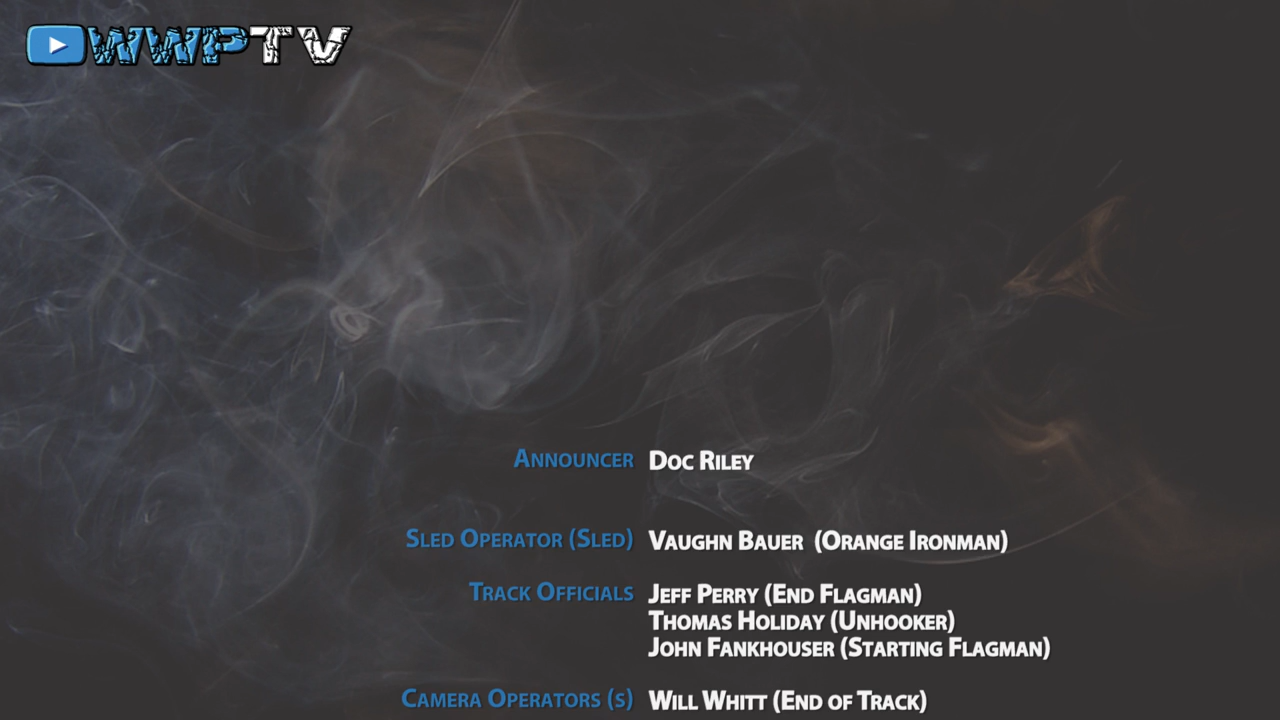 WWPTV
Announcer Doc Riley
Sled Operator (Sled) Vaughn Bauer (Orange Ironman)
Track Officials Jeff Perry (End Flagman)
Thomas Holiday (Unhooker)
John Fankhouser (Starting Flagman)
Camera Operators (s) Will Whitt (End of Track)